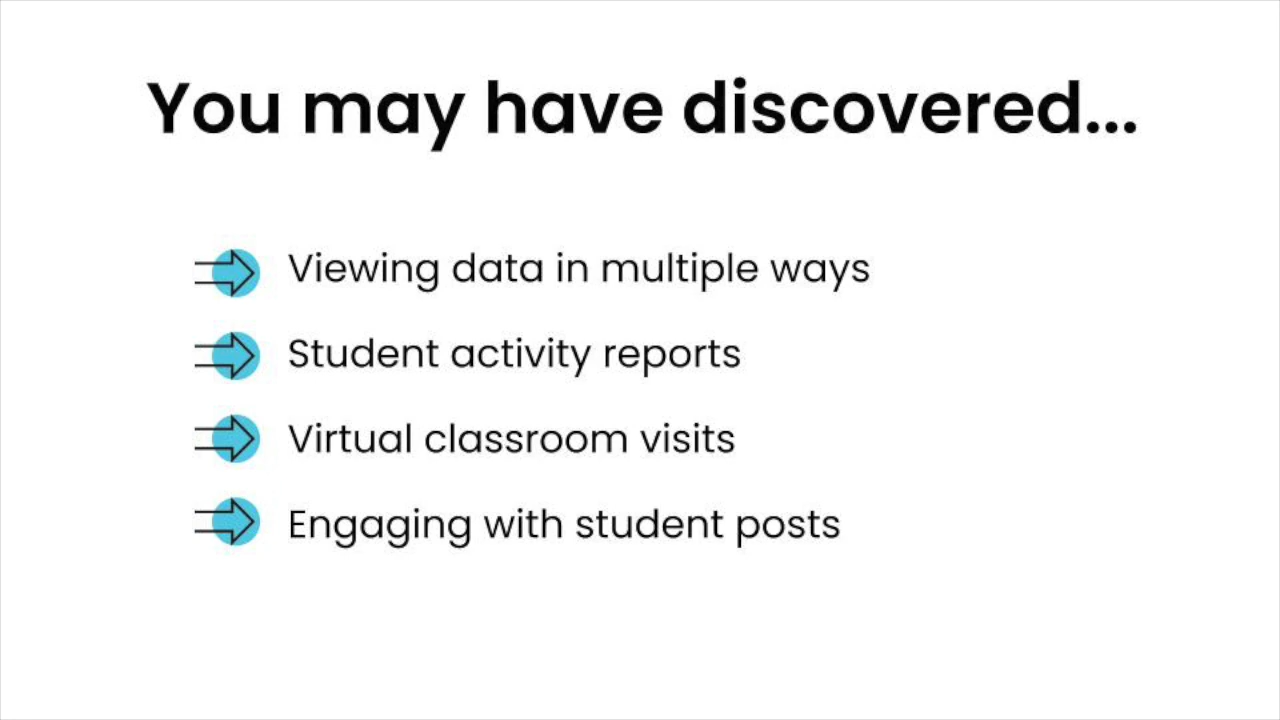 You may have discovered...
Viewing data in multiple ways
Student activity reports
Virtual classroom visits
Engaging with student posts